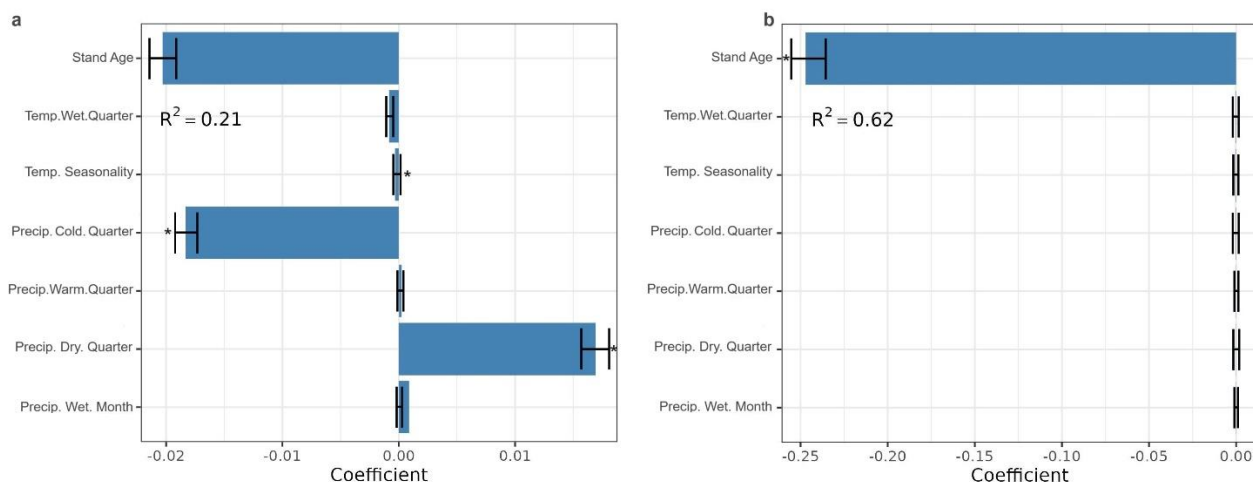 a
Stand Age
Temp.Wet.Quarter
Temp. Seasonality
Precip. Cold. Quarter
Precip.Warm.Quarter
Precip. Dry. Quarter
Precip. Wet. Month
R² = 0.21
*
*
*
-0.02 -0.01 0.00 0.01
Coefficient
b
Stand Age
Temp.Wet.Quarter
Temp. Seasonality
Precip. Cold. Quarter
Precip.Warm.Quarter
Precip. Dry. Quarter
Precip. Wet. Month
*
R² = 0.62
-0.25 -0.20 -0.15 -0.10 -0.05 0.00
Coefficient